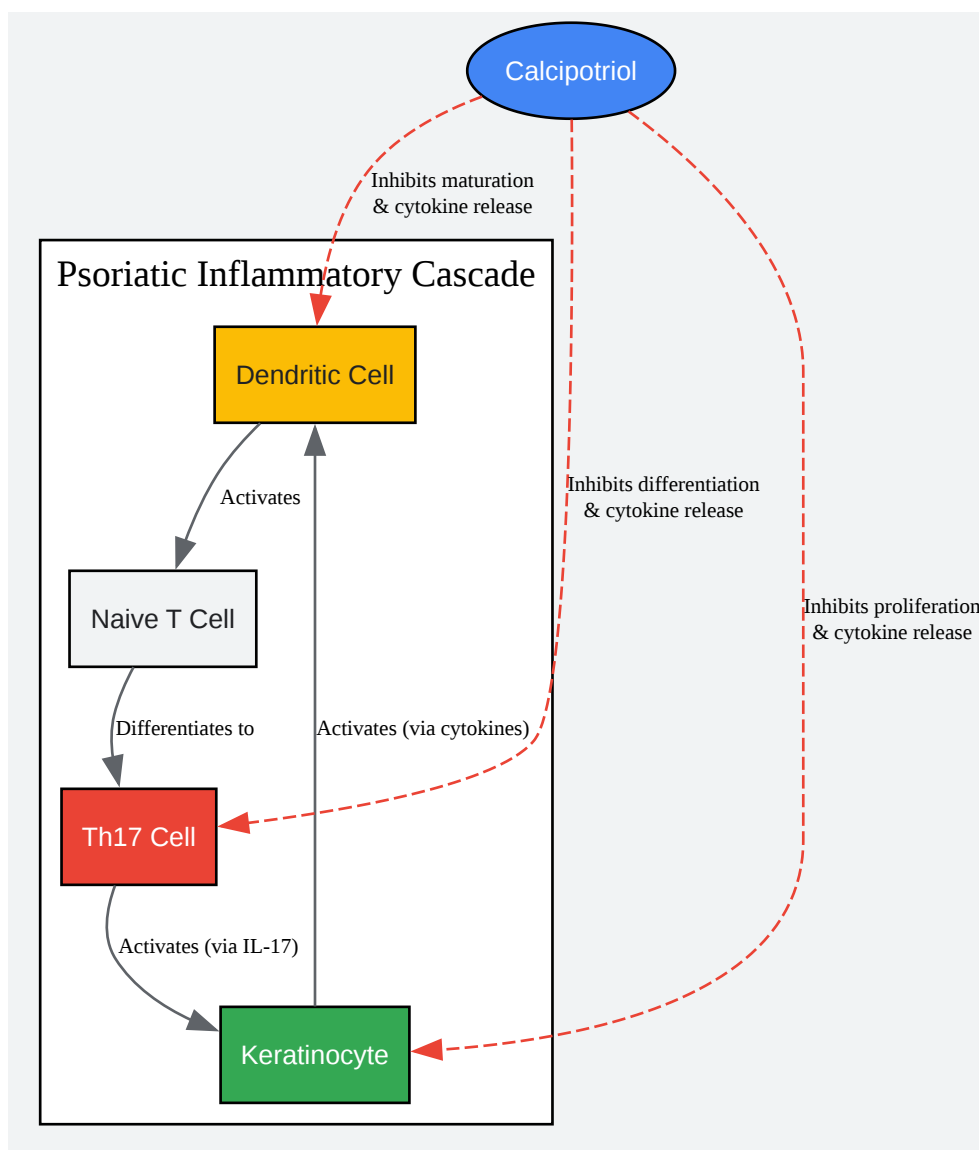 Calcipotriol
Inhibits maturation
& cytokine release
Psoriatic Inflammatory Cascade
Dendritic Cell
Activates
Inhibits differentiation
& cytokine release
Naive T Cell
Inhibits proliferation
& cytokine release
Differentiates to
Activates (via cytokines)
Th17 Cell
Activates (via IL-17)
Keratinocyte